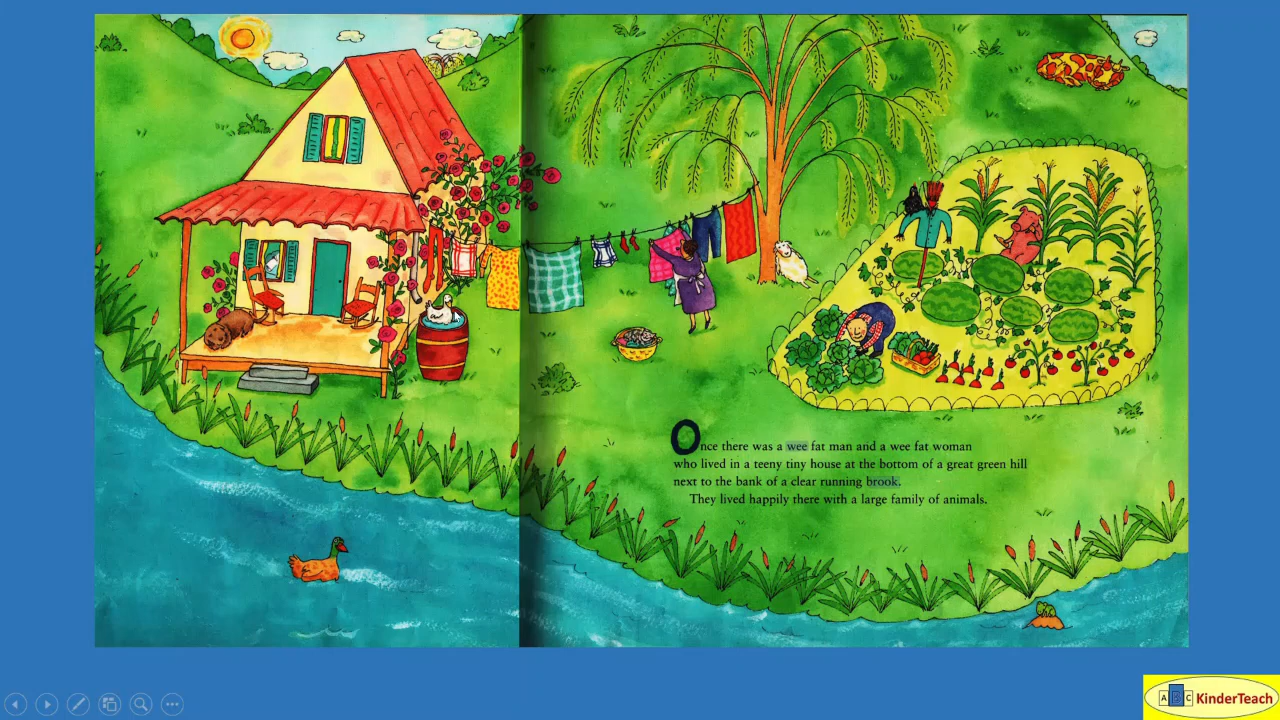 Once there was a wee fat man and a wee fat woman
who lived in a teeny tiny house at the bottom of a great green hill
next to the bank of a clear running brook.
They lived happily there with a large family of animals.
ABC KinderTeach